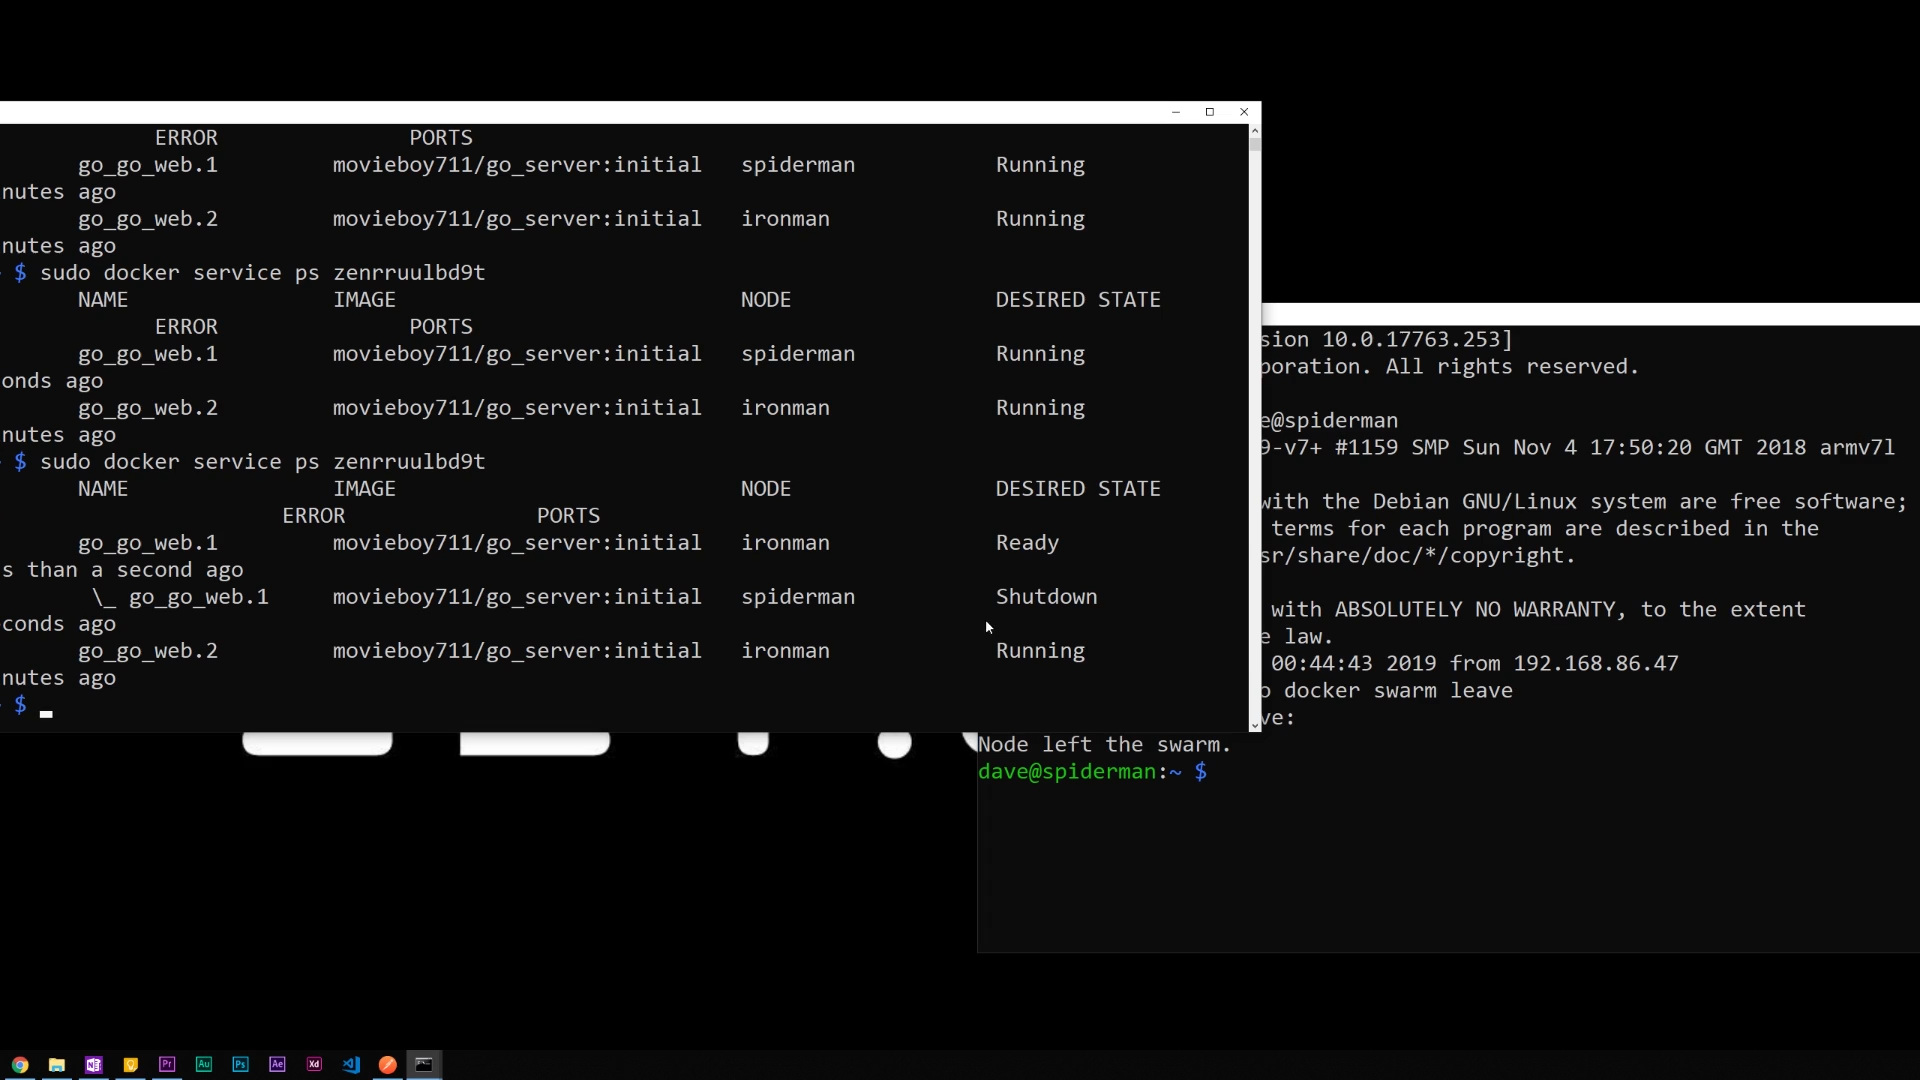 ERROR PORTS
go_go_web.1 movieboy711/go_server:initial spiderman Running
nutes ago
go_go_web.2 movieboy711/go_server:initial ironman Running
nutes ago
$ sudo docker service ps zenrruulbd9t
NAME IMAGE NODE DESIRED STATE
ERROR PORTS
go_go_web.1 movieboy711/go_server:initial spiderman Running
onds ago
go_go_web.2 movieboy711/go_server:initial ironman Running
nutes ago
$ sudo docker service ps zenrruulbd9t
NAME IMAGE NODE DESIRED STATE
ERROR PORTS
go_go_web.1 movieboy711/go_server:initial ironman Ready
s than a second ago
\_ go_go_web.1 movieboy711/go_server:initial spiderman Shutdown
conds ago
go_go_web.2 movieboy711/go_server:initial ironman Running
nutes ago
$
sion 10.0.17763.253]
poration. All rights reserved.
e@spiderman
9-v7+ #1159 SMP Sun Nov 4 17:50:20 GMT 2018 armv7l
with the Debian GNU/Linux system are free software;
terms for each program are described in the
sr/share/doc/*/copyright.
with ABSOLUTELY NO WARRANTY, to the extent
e law.
00:44:43 2019 from 192.168.86.47
o docker swarm leave
ve:
Node left the swarm.
dave@spiderman:~ $
N
Pr
Au
Ps
Ae
Xd